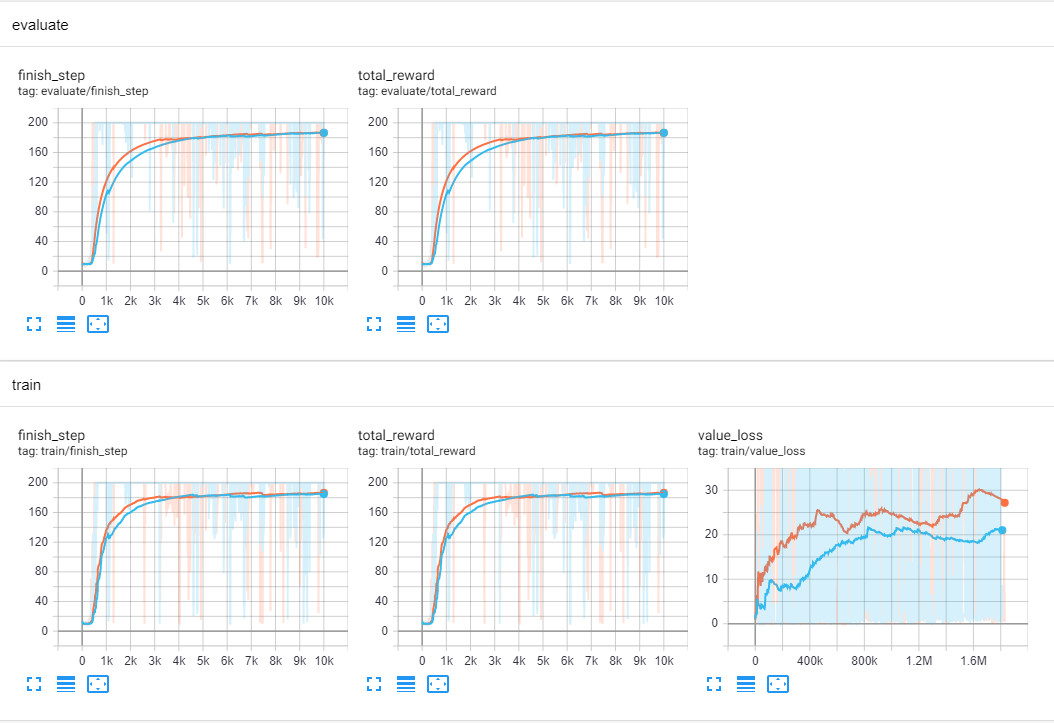 evaluate
finish_step
tag: evaluate/finish_step
200
160
120
80
40
0
0 1k 2k 3k 4k 5k 6k 7k 8k 9k 10k
total_reward
tag: evaluate/total_reward
200
160
120
80
40
0
0 1k 2k 3k 4k 5k 6k 7k 8k 9k 10k
train
finish_step
tag: train/finish_step
200
160
120
80
40
0
0 1k 2k 3k 4k 5k 6k 7k 8k 9k 10k
total_reward
tag: train/total_reward
200
160
120
80
40
0
0 1k 2k 3k 4k 5k 6k 7k 8k 9k 10k
value_loss
tag: train/value_loss
30
20
10
0
0 400k 800k 1.2M 1.6M